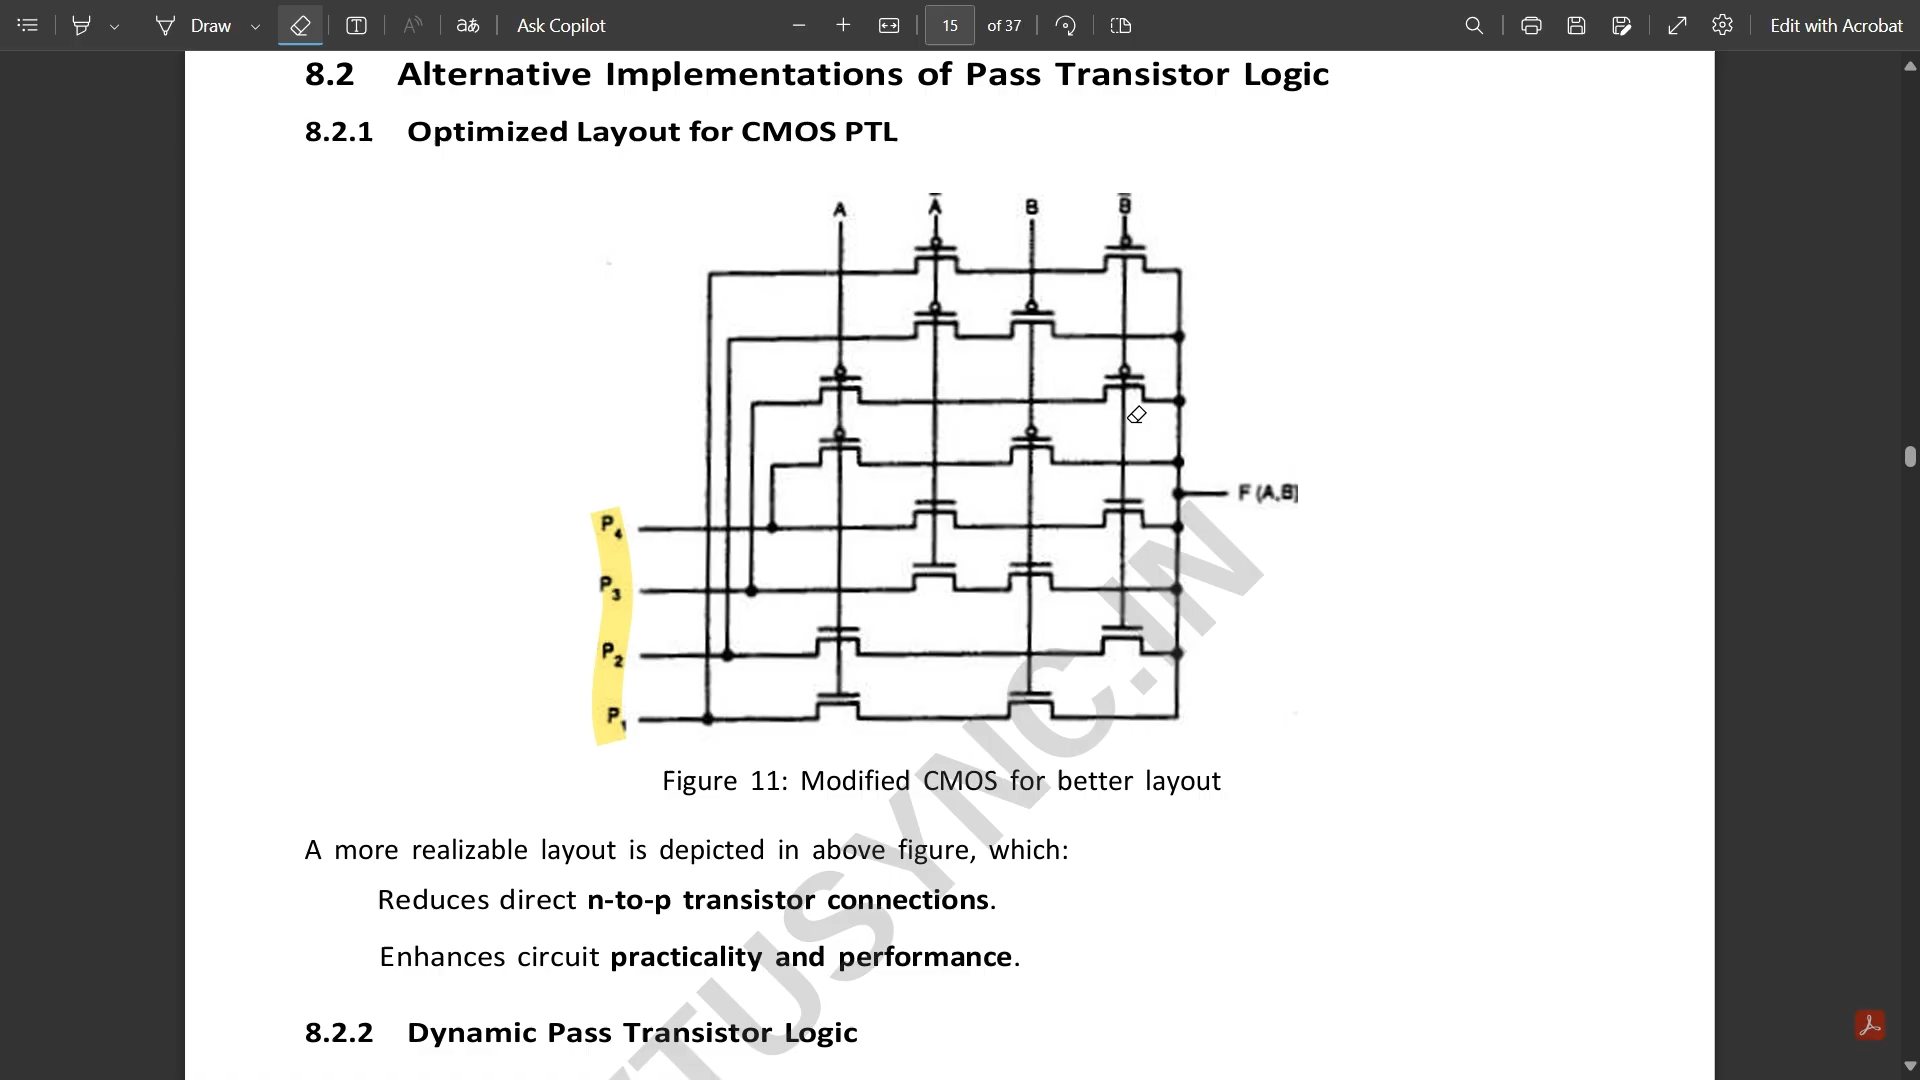 Draw
Ask Copilot
15 of 37
Edit with Acrobat
8.2 Alternative Implementations of Pass Transistor Logic
8.2.1 Optimized Layout for CMOS PTL
A A̅ B B̅
F (A,B)
P₄
P₃
P₂
P₁
Figure 11: Modified CMOS for better layout
A more realizable layout is depicted in above figure, which:
Reduces direct n-to-p transistor connections.
Enhances circuit practicality and performance.
8.2.2 Dynamic Pass Transistor Logic
VTUSYNC.IN